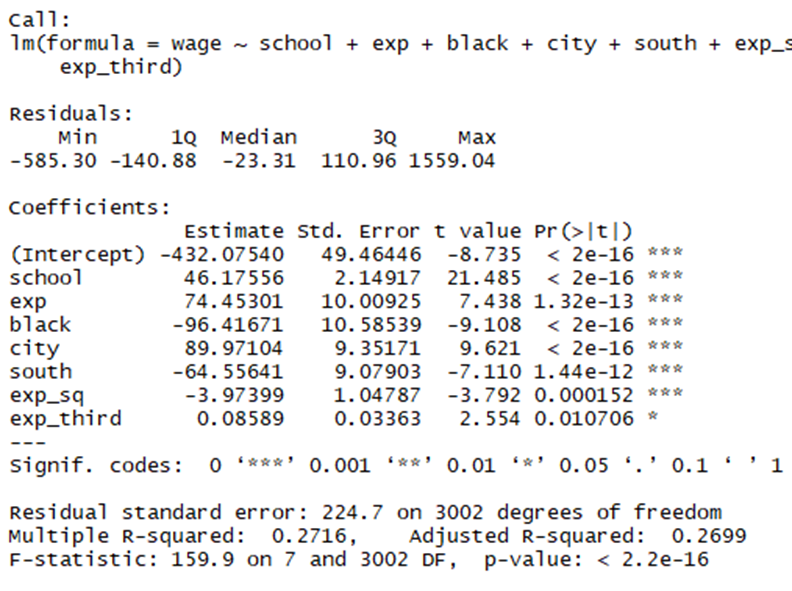 Call:
lm(formula = wage ~ school + exp + black + city + south + exp_s
    exp_third)
Residuals:
    Min      1Q  Median      3Q     Max
-585.30 -140.88  -23.31  110.96 1559.04
Coefficients:
              Estimate Std. Error t value Pr(>|t|)
(Intercept) -432.07540   49.46446  -8.735  < 2e-16 ***
school        46.17556    2.14917  21.485  < 2e-16 ***
exp           74.45301   10.00925   7.438 1.32e-13 ***
black        -96.41671   10.58539  -9.108  < 2e-16 ***
city          89.97104    9.35171   9.621  < 2e-16 ***
south        -64.55641    9.07903  -7.110 1.44e-12 ***
exp_sq        -3.97399    1.04787  -3.792 0.000152 ***
exp_third      0.08589    0.03363   2.554 0.010706 *
---
Signif. codes:  0 ‘***’ 0.001 ‘**’ 0.01 ‘*’ 0.05 ‘.’ 0.1 ‘ ’ 1
Residual standard error: 224.7 on 3002 degrees of freedom
Multiple R-squared:  0.2716,    Adjusted R-squared:  0.2699
F-statistic: 159.9 on 7 and 3002 DF,  p-value: < 2.2e-16